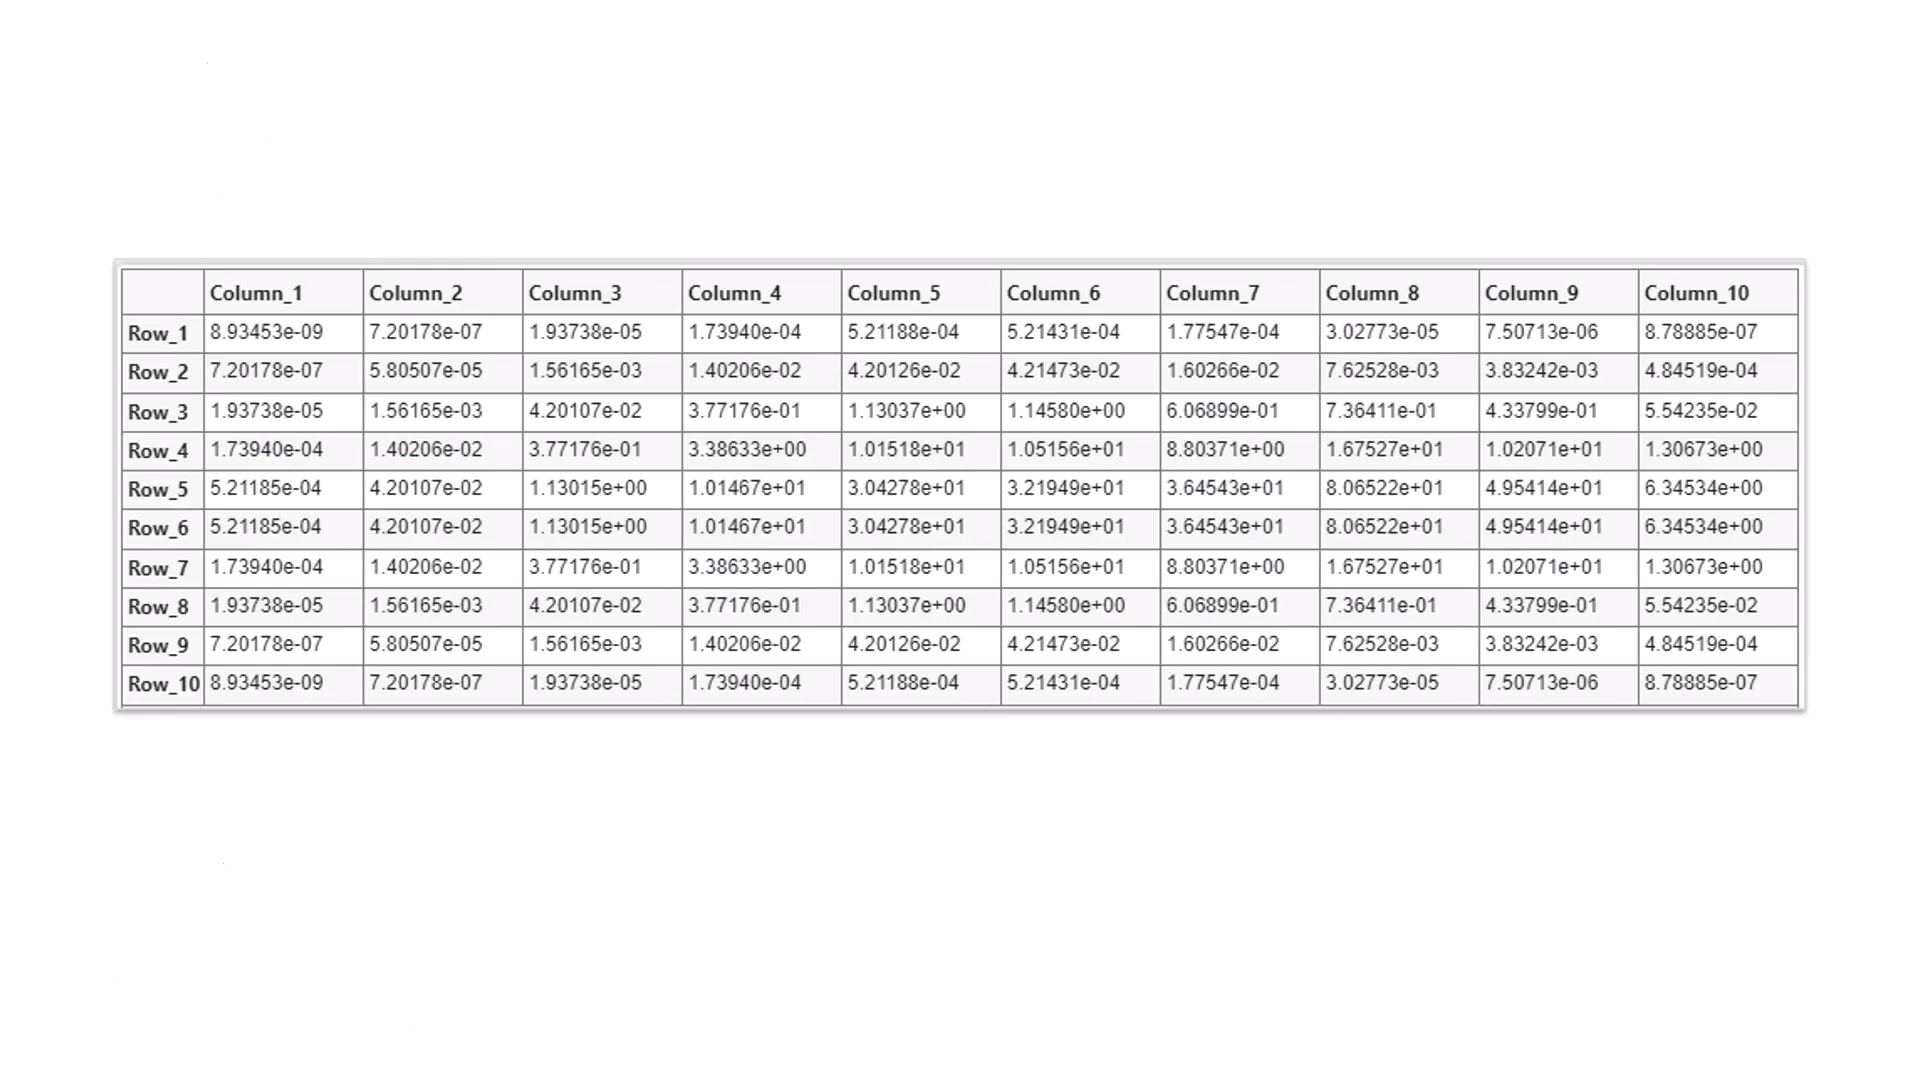 Column_1 Column_2 Column_3 Column_4 Column_5 Column_6 Column_7 Column_8 Column_9 Column_10
Row_1 8.93453e-09 7.20178e-07 1.93738e-05 1.73940e-04 5.21188e-04 5.21431e-04 1.77547e-04 3.02773e-05 7.50713e-06 8.78885e-07
Row_2 7.20178e-07 5.80507e-05 1.56165e-03 1.40206e-02 4.20126e-02 4.21473e-02 1.60266e-02 7.62528e-03 3.83242e-03 4.84519e-04
Row_3 1.93738e-05 1.56165e-03 4.20107e-02 3.77176e-01 1.13037e+00 1.14580e+00 6.06899e-01 7.36411e-01 4.33799e-01 5.54235e-02
Row_4 1.73940e-04 1.40206e-02 3.77176e-01 3.38633e+00 1.01518e+01 1.05156e+01 8.80371e+00 1.67527e+01 1.02071e+01 1.30673e+00
Row_5 5.21185e-04 4.20107e-02 1.13015e+00 1.01467e+01 3.04278e+01 3.21949e+01 3.64543e+01 8.06522e+01 4.95414e+01 6.34534e+00
Row_6 5.21185e-04 4.20107e-02 1.13015e+00 1.01467e+01 3.04278e+01 3.21949e+01 3.64543e+01 8.06522e+01 4.95414e+01 6.34534e+00
Row_7 1.73940e-04 1.40206e-02 3.77176e-01 3.38633e+00 1.01518e+01 1.05156e+01 8.80371e+00 1.67527e+01 1.02071e+01 1.30673e+00
Row_8 1.93738e-05 1.56165e-03 4.20107e-02 3.77176e-01 1.13037e+00 1.14580e+00 6.06899e-01 7.36411e-01 4.33799e-01 5.54235e-02
Row_9 7.20178e-07 5.80507e-05 1.56165e-03 1.40206e-02 4.20126e-02 4.21473e-02 1.60266e-02 7.62528e-03 3.83242e-03 4.84519e-04
Row_10 8.93453e-09 7.20178e-07 1.93738e-05 1.73940e-04 5.21188e-04 5.21431e-04 1.77547e-04 3.02773e-05 7.50713e-06 8.78885e-07